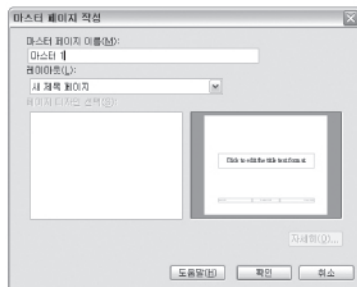 마스터 페이지 작성
마스터 페이지 이름(M):
마스터 1
레이아웃(L):
새 제목 페이지
페이지 디자인 선택(S):
Click to edit the title text format
자세히(O)...
도움말(H) 확인 취소